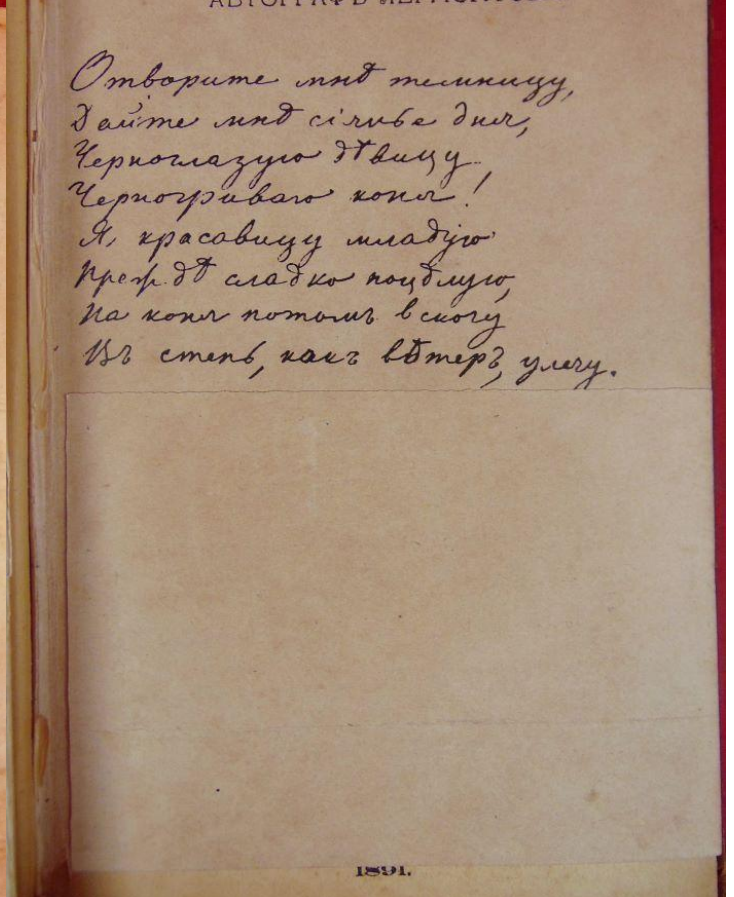 Отворите мнѣ темницу,
Дайте мнѣ сіянье дня,
Черноглазую дѣвицу
Черногриваго коня!
Я, красавицу младую
Прежде сладко поцѣлую,
На коня потомъ вскочу
Въ степь, какъ вѣтеръ, улечу.
1891.